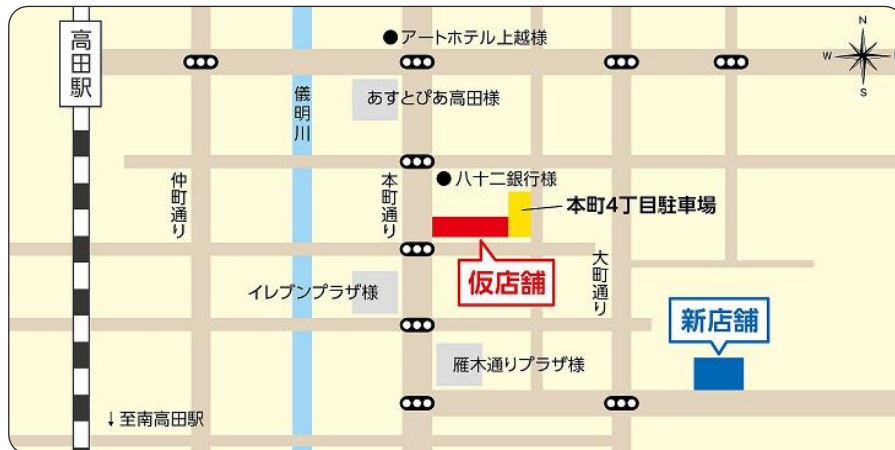 高田駅
アートホテル上越様
N
W
S
あすとぴあ高田様
儀明川
八十二銀行様
仲町通り
本町通り
本町4丁目駐車場
仮店舗
大町通り
イレブンプラザ様
新店舗
雁木通りプラザ様
↓至南高田駅